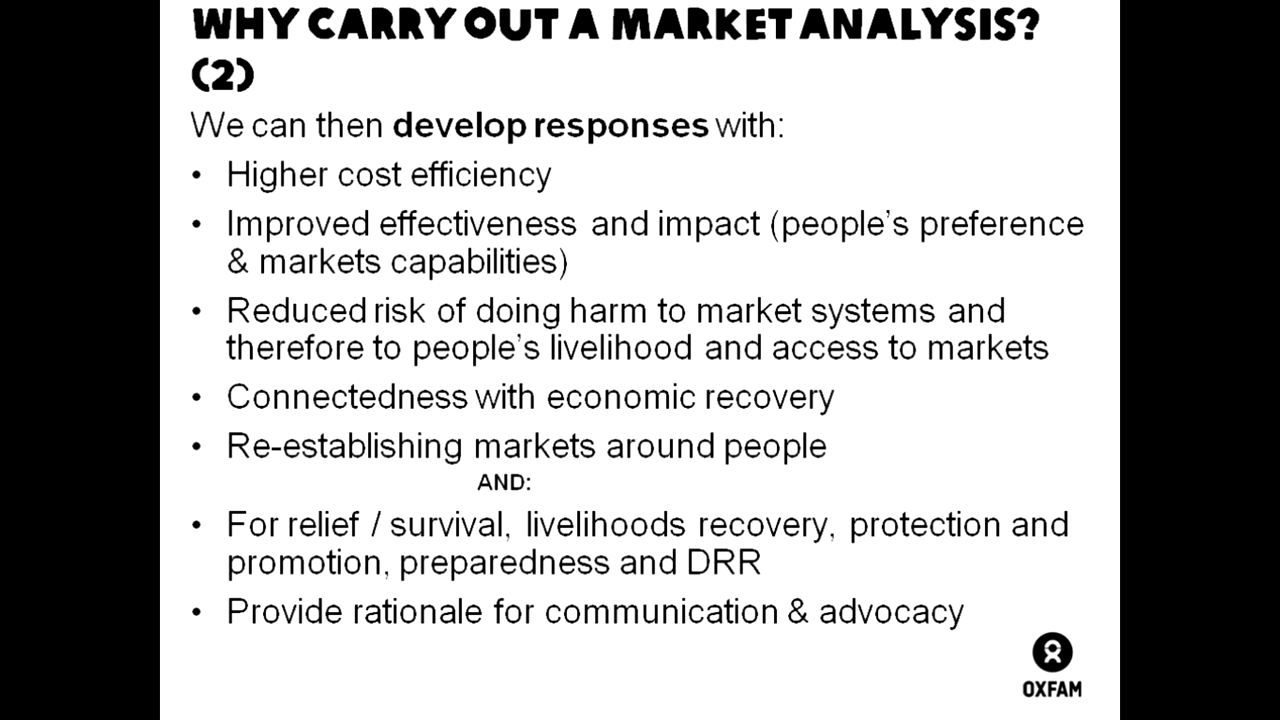 WHY CARRY OUT A MARKET ANALYSIS?
(2)
We can then develop responses with:
• Higher cost efficiency
• Improved effectiveness and impact (people’s preference
& markets capabilities)
• Reduced risk of doing harm to market systems and
therefore to people’s livelihood and access to markets
• Connectedness with economic recovery
• Re-establishing markets around people
AND:
• For relief / survival, livelihoods recovery, protection and
promotion, preparedness and DRR
• Provide rationale for communication & advocacy
OXFAM